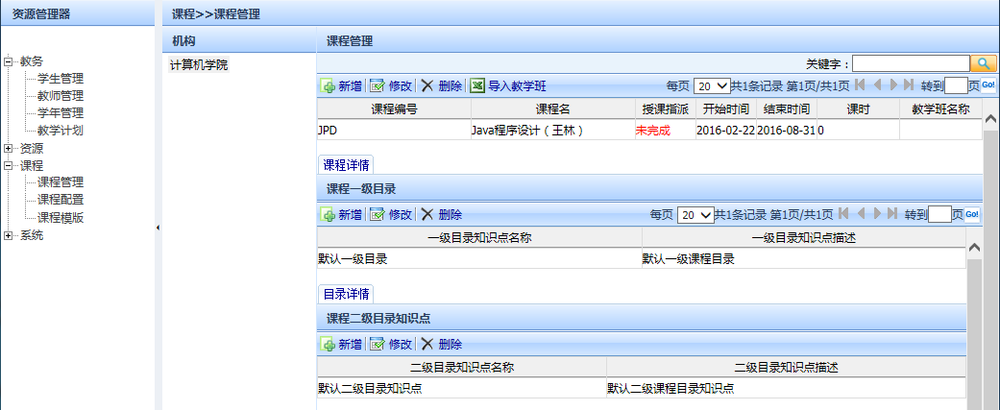 资源管理器
教务
学生管理
教师管理
学年管理
教学计划
资源
课程
课程管理
课程配置
课程模版
系统
课程>>课程管理
机构
计算机学院
课程管理
关键字：
新增 修改 删除 导入教学班 每页 20 共1条记录 第1页/共1页 转到 页 Go!
课程编号 课程名 授课指派 开始时间 结束时间 课时 教学班名称
JPD Java程序设计（王林） 未完成 2016-02-22 2016-08-31 0
课程详情
课程一级目录
新增 修改 删除 每页 20 共1条记录 第1页/共1页 转到 页 Go!
一级目录知识点名称 一级目录知识点描述
默认一级目录 默认一级课程目录
目录详情
课程二级目录知识点
新增 修改 删除
二级目录知识点名称 二级目录知识点描述
默认二级目录知识点 默认二级课程目录知识点